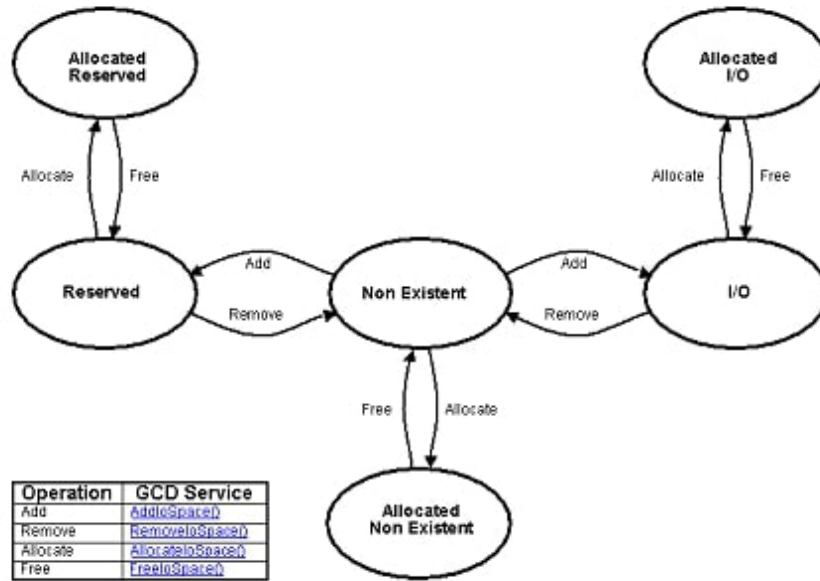 Allocated
Reserved
Allocated
I/O
Allocate
Free
Allocate
Free
Reserved
Add
Remove
Non Existent
Add
Remove
I/O
Free
Allocate
Allocated
Non Existent
Operation GCD Service
Add AddIoSpace()
Remove RemoveIoSpace()
Allocate AllocateIoSpace()
Free FreeIoSpace()